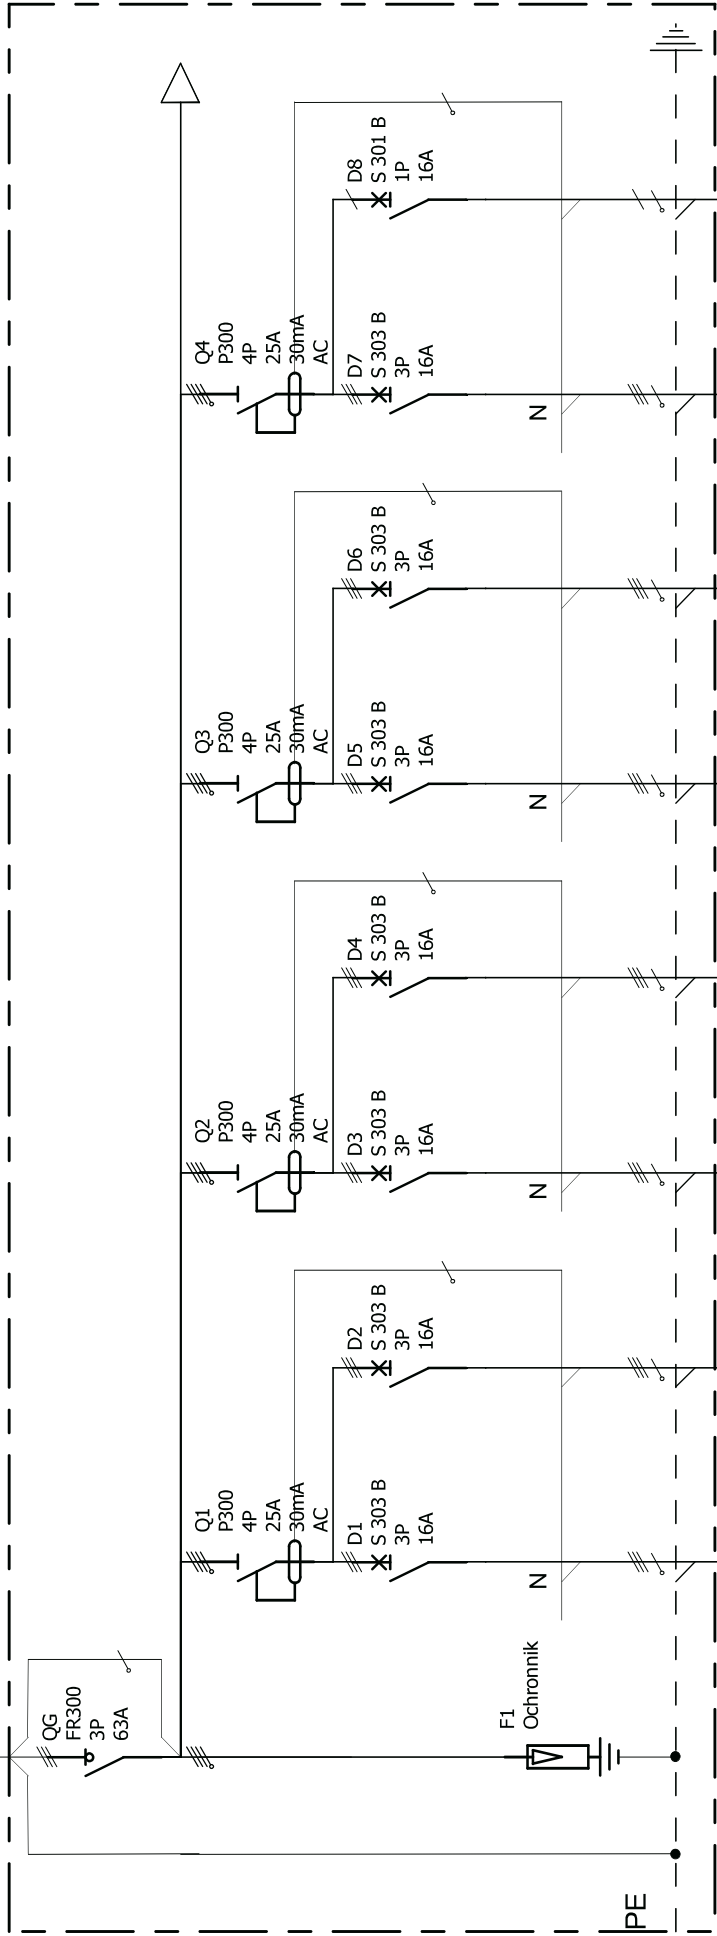 QG
FR300
3P
63A
F1
Ochronnik
PE
Q1
P300
4P
25A
30mA
AC
D1
S 303 B
3P
16A
N
D2
S 303 B
3P
16A
Q2
P300
4P
25A
30mA
AC
D3
S 303 B
3P
16A
N
D4
S 303 B
3P
16A
Q3
P300
4P
25A
30mA
AC
D5
S 303 B
3P
16A
N
D6
S 303 B
3P
16A
Q4
P300
4P
25A
30mA
AC
D7
S 303 B
3P
16A
N
D8
S 301 B
1P
16A